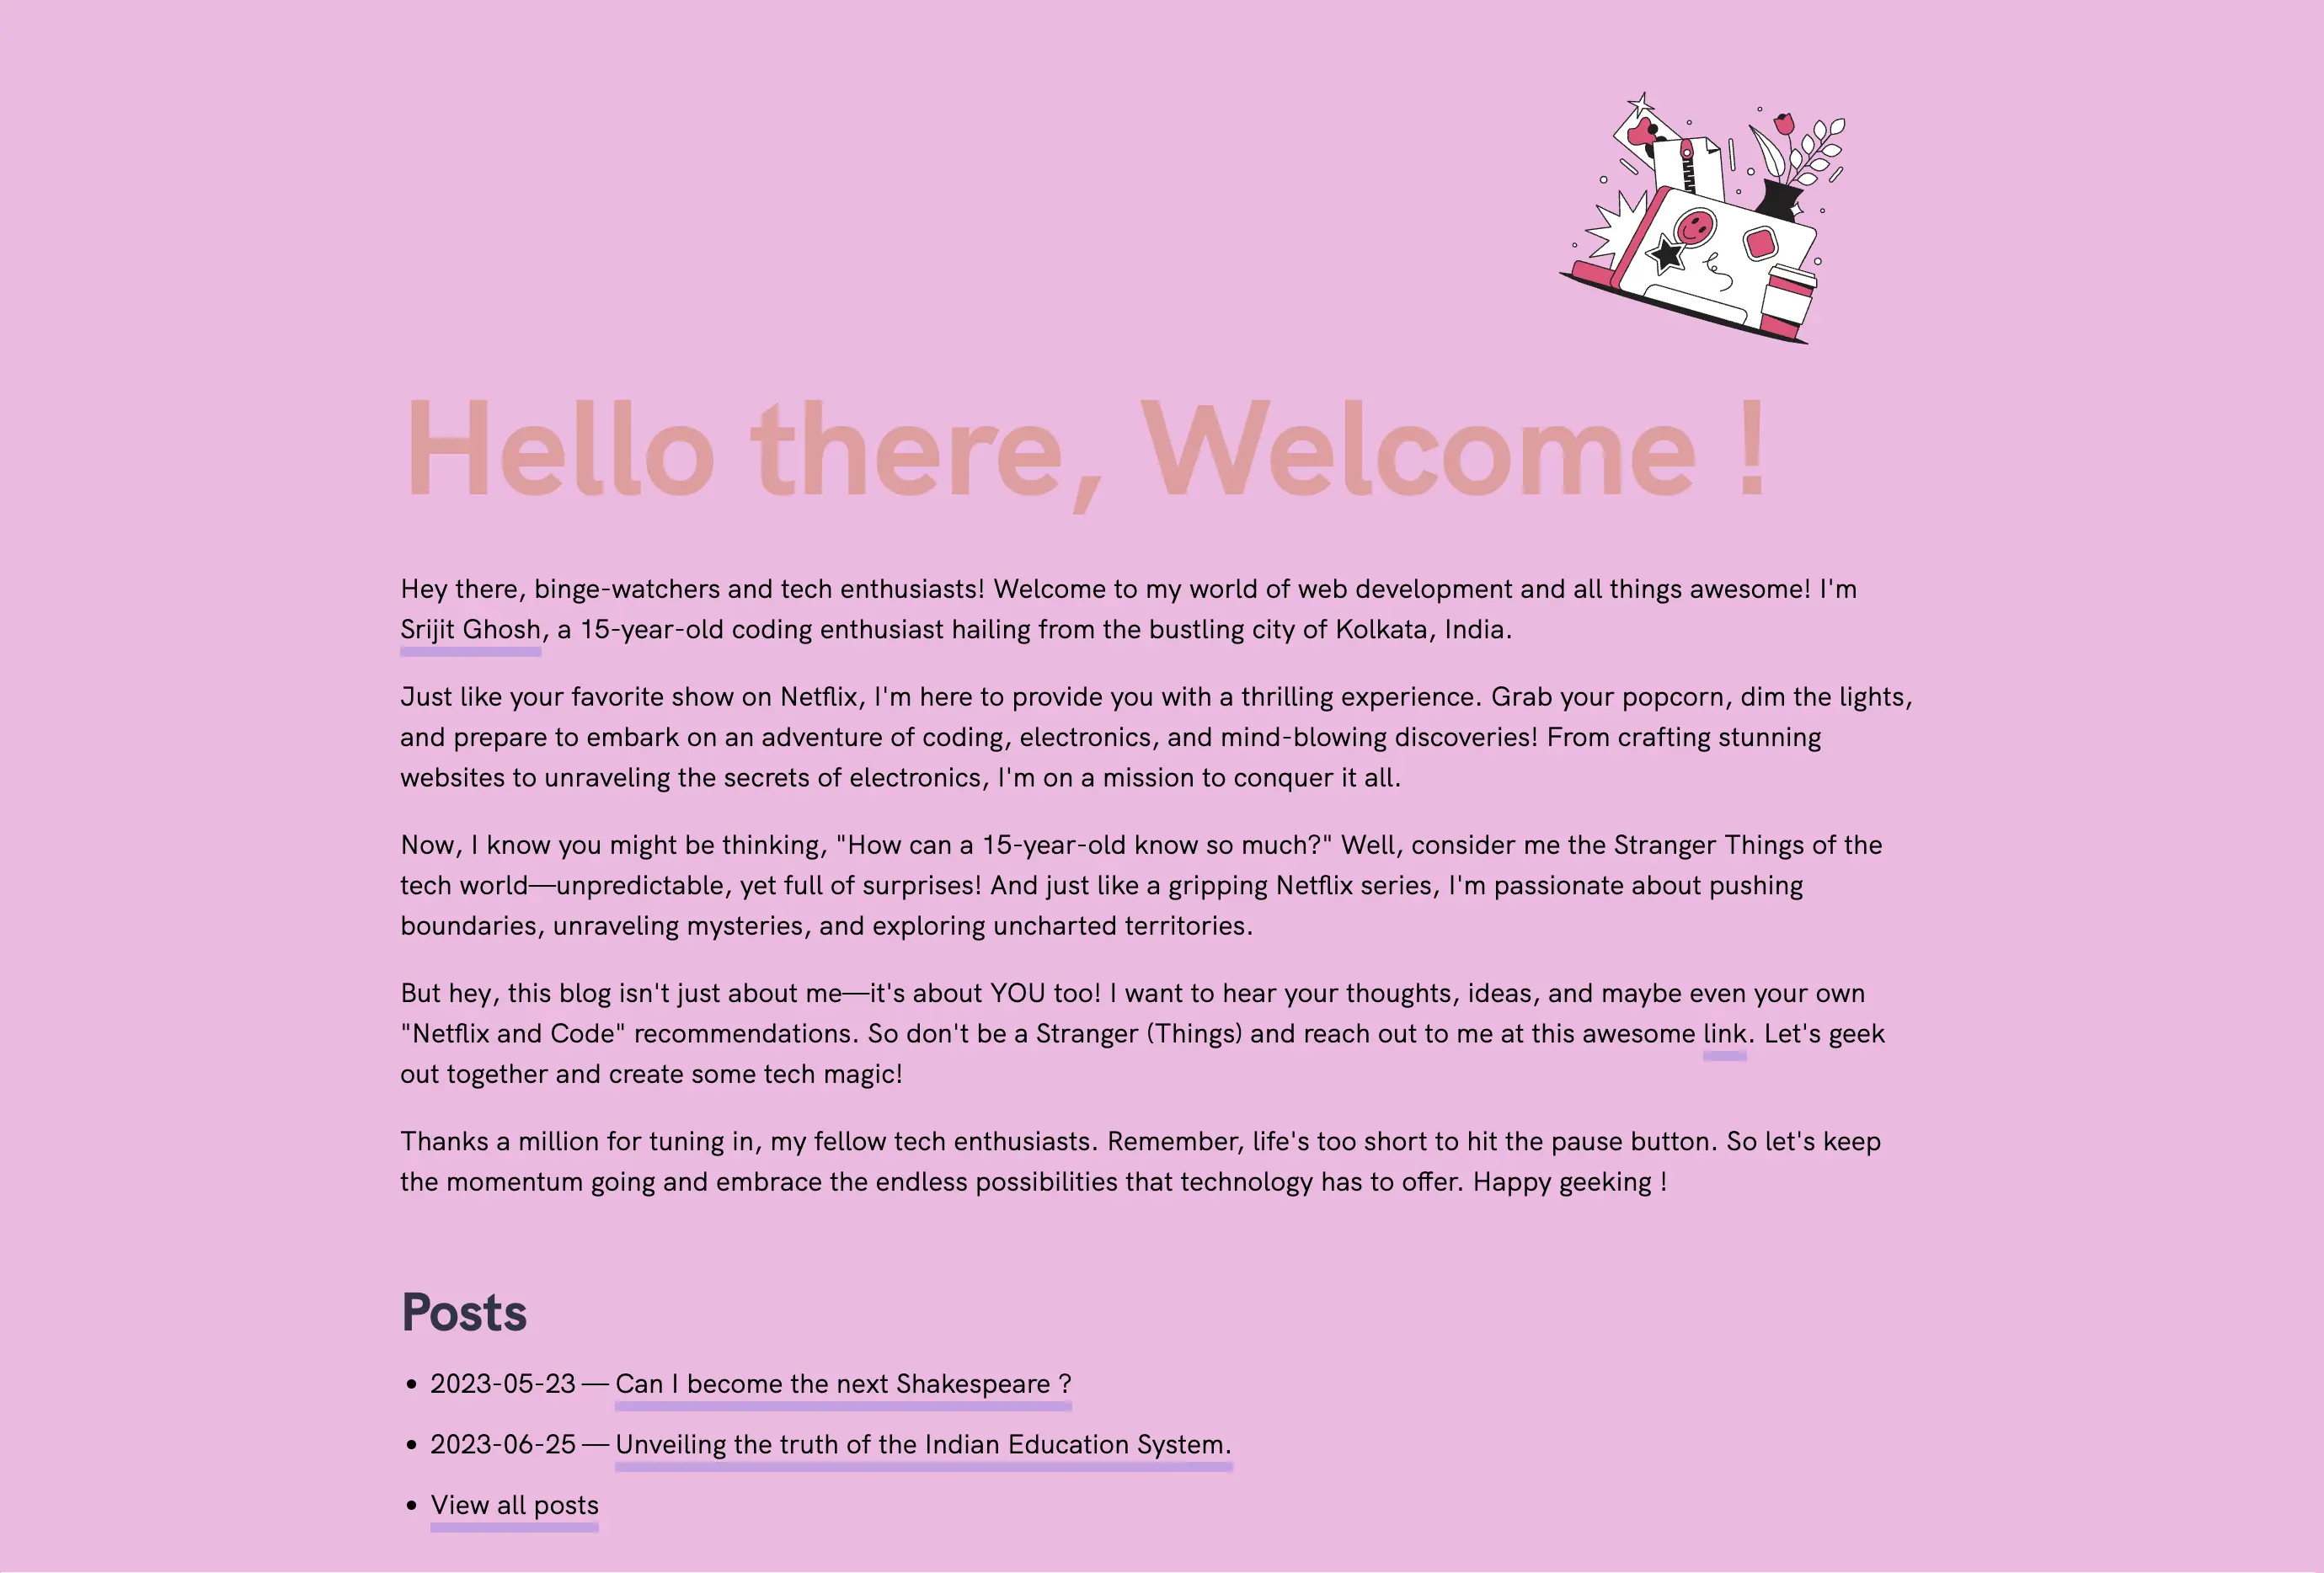 Hello there, Welcome !
Hey there, binge-watchers and tech enthusiasts! Welcome to my world of web development and all things awesome! I'm
Srijit Ghosh, a 15-year-old coding enthusiast hailing from the bustling city of Kolkata, India.
Just like your favorite show on Netflix, I'm here to provide you with a thrilling experience. Grab your popcorn, dim the lights,
and prepare to embark on an adventure of coding, electronics, and mind-blowing discoveries! From crafting stunning
websites to unraveling the secrets of electronics, I'm on a mission to conquer it all.
Now, I know you might be thinking, "How can a 15-year-old know so much?" Well, consider me the Stranger Things of the
tech world—unpredictable, yet full of surprises! And just like a gripping Netflix series, I'm passionate about pushing
boundaries, unraveling mysteries, and exploring uncharted territories.
But hey, this blog isn't just about me—it's about YOU too! I want to hear your thoughts, ideas, and maybe even your own
"Netflix and Code" recommendations. So don't be a Stranger (Things) and reach out to me at this awesome link. Let's geek
out together and create some tech magic!
Thanks a million for tuning in, my fellow tech enthusiasts. Remember, life's too short to hit the pause button. So let's keep
the momentum going and embrace the endless possibilities that technology has to offer. Happy geeking !
Posts
• 2023-05-23 — Can I become the next Shakespeare ?
• 2023-06-25 — Unveiling the truth of the Indian Education System.
• View all posts